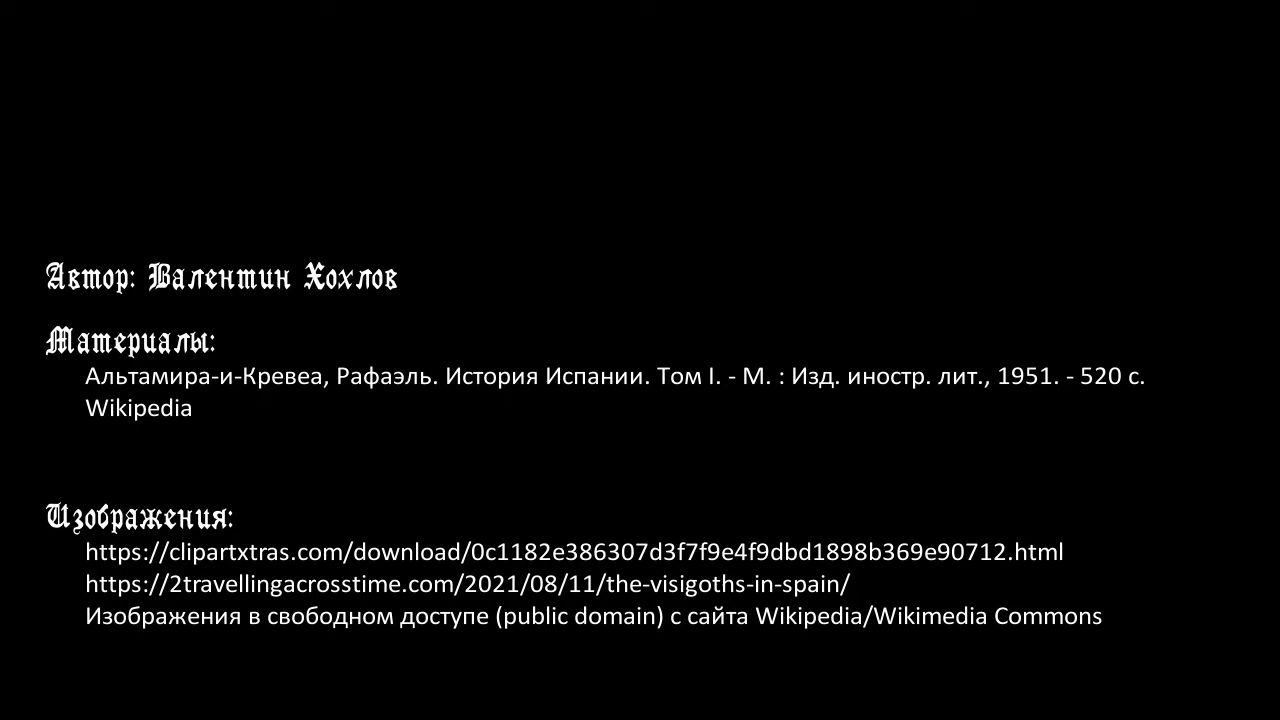 Автор: Валентин Хохлов
Материалы:
Альтамира-и-Кревеа, Рафаэль. История Испании. Том I. - М. : Изд. иностр. лит., 1951. - 520 с.
Wikipedia
Изображения:
https://clipartxtras.com/download/0c1182e386307d3f7f9e4f9dbd1898b369e90712.html
https://2travellingacrosstime.com/2021/08/11/the-visigoths-in-spain/
Изображения в свободном доступе (public domain) с сайта Wikipedia/Wikimedia Commons